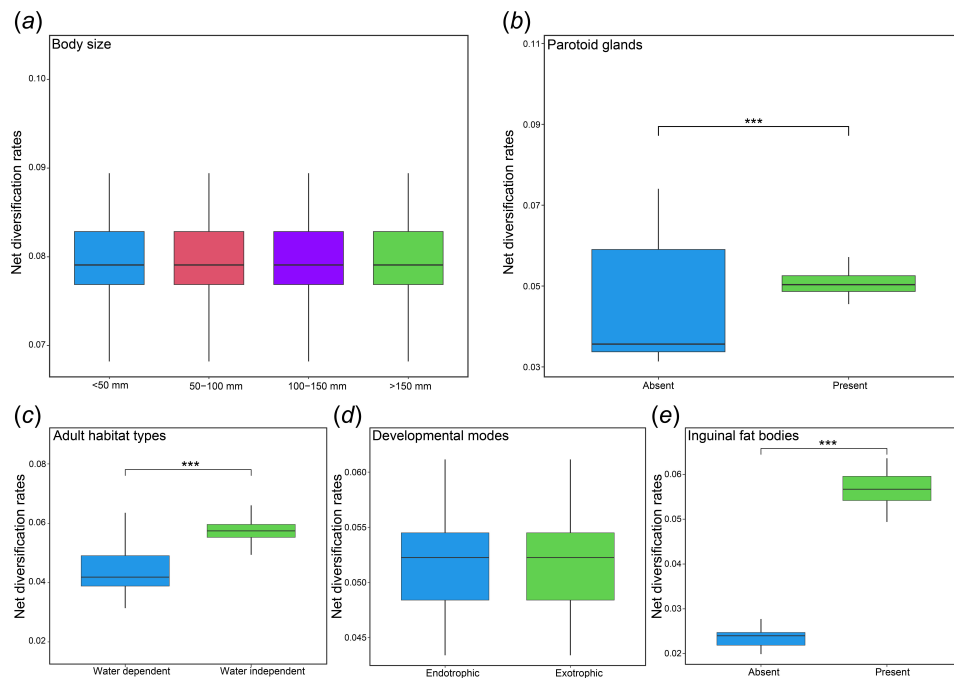 (a)
Body size
Net diversification rates
0.10
0.09
0.08
0.07
<50 mm
50−100 mm
100−150 mm
>150 mm
(b)
Parotoid glands
Net diversification rates
0.11
0.09
0.07
0.05
0.03
***
Absent
Present
(c)
Adult habitat types
Net diversification rates
0.08
0.06
0.04
0.02
***
Water dependent
Water independent
(d)
Developmental modes
Net diversification rates
0.060
0.055
0.050
0.045
Endotrophic
Exotrophic
(e)
Inguinal fat bodies
Net diversification rates
0.06
0.05
0.03
0.02
***
Absent
Present